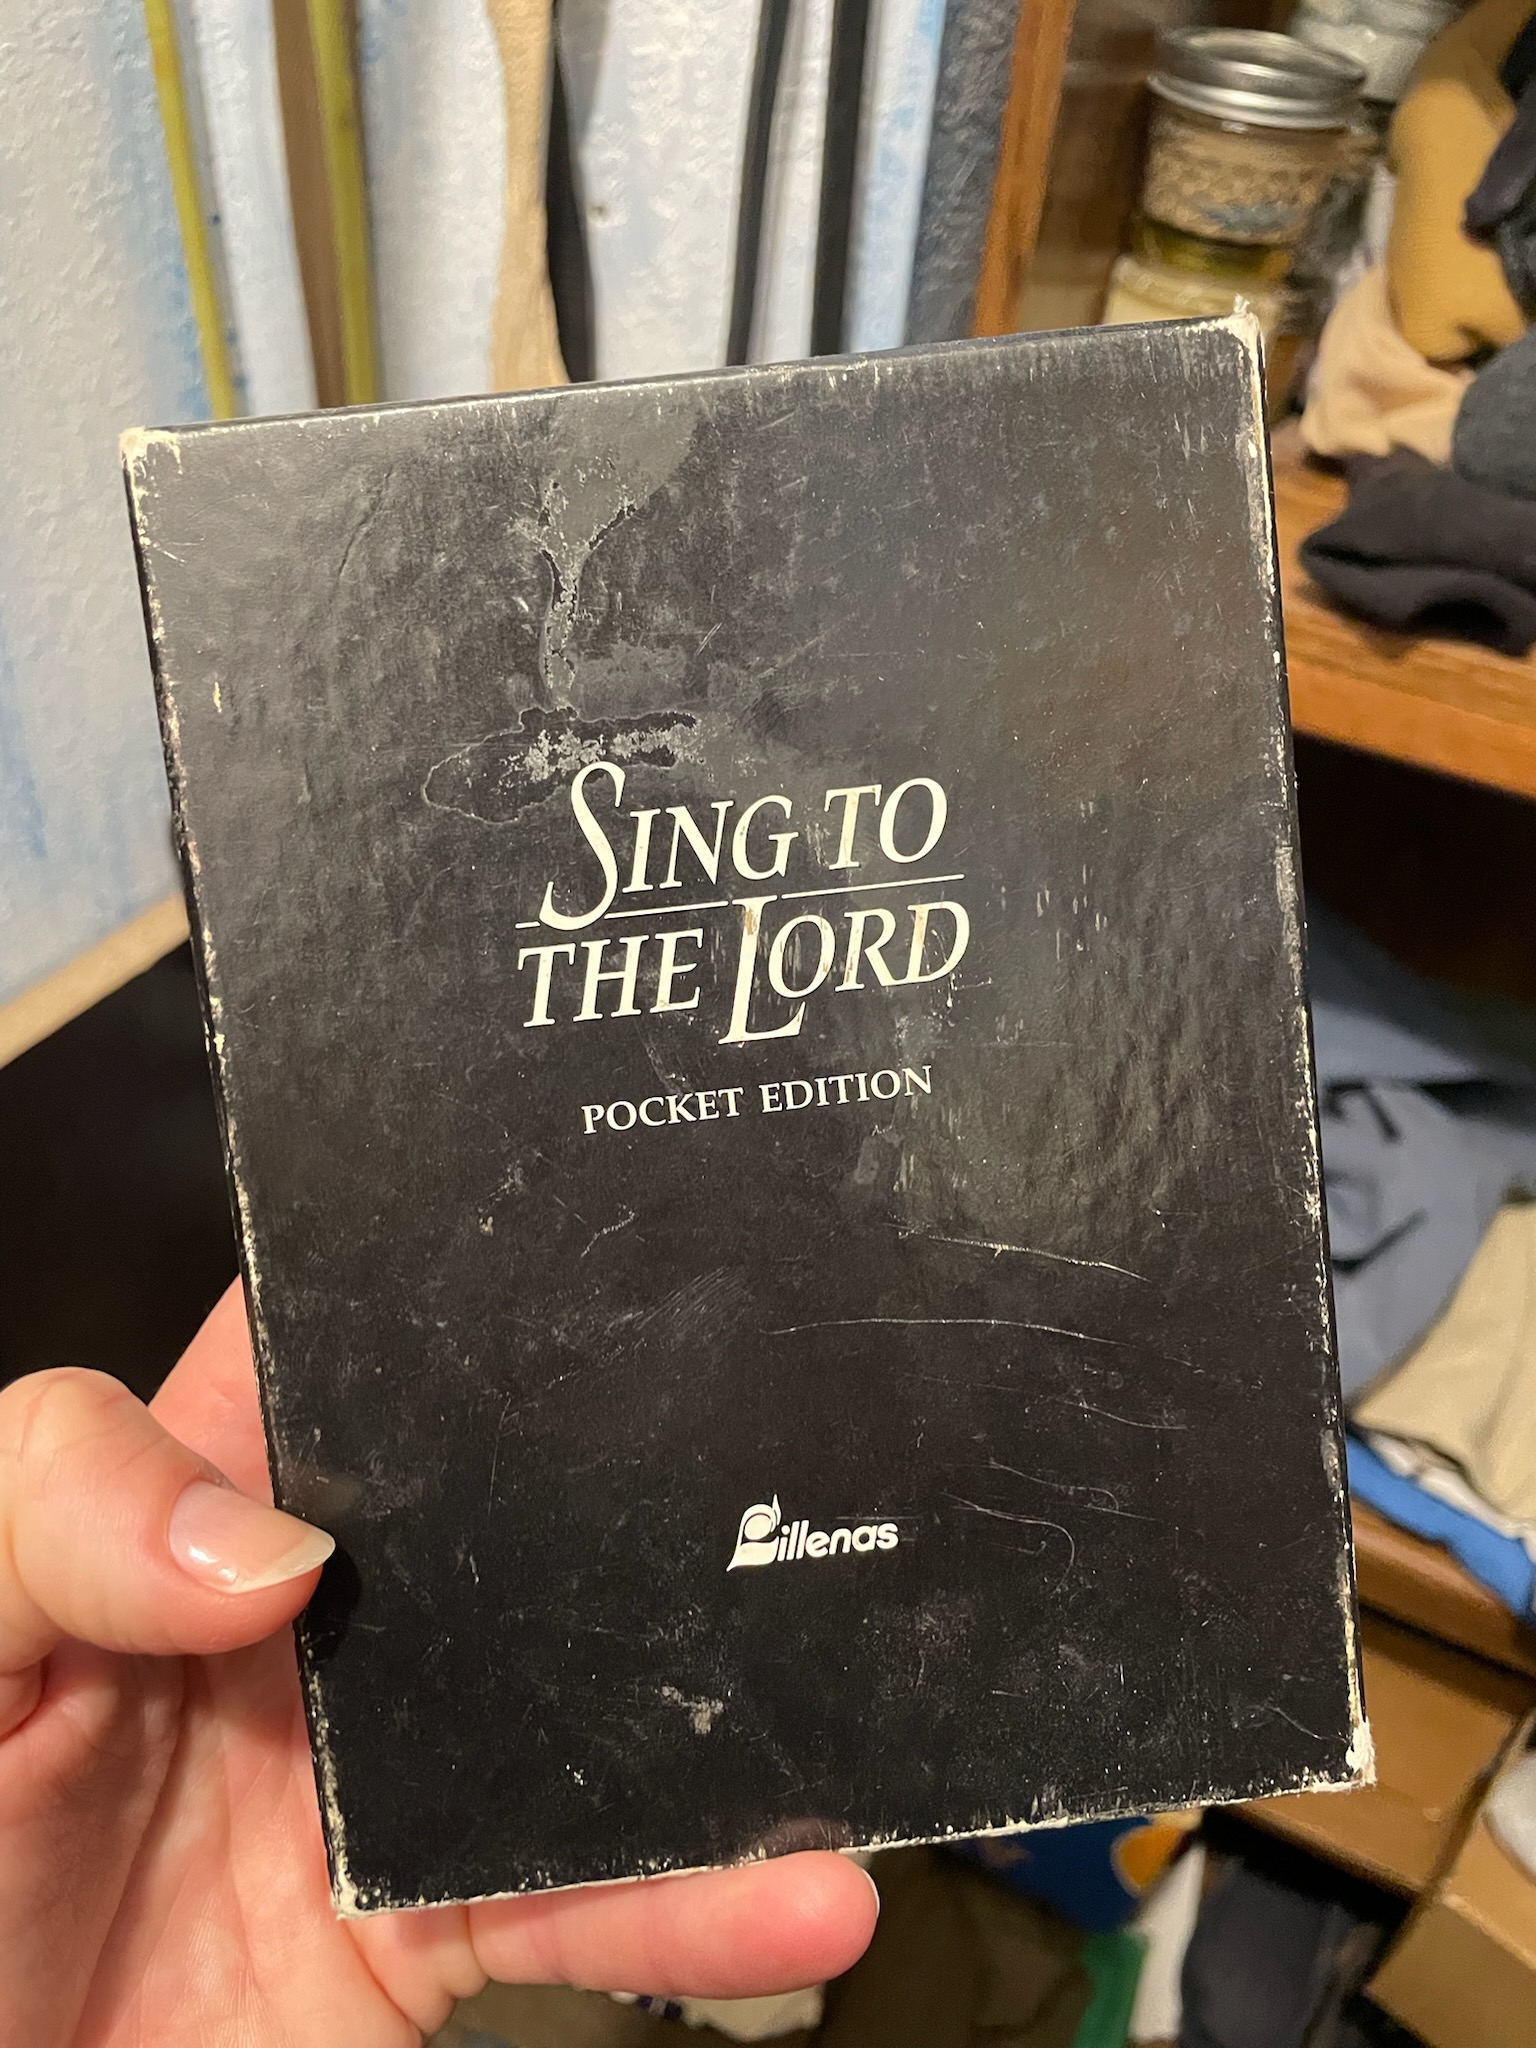 SING TO
THE LORD
POCKET EDITION
Lillenas